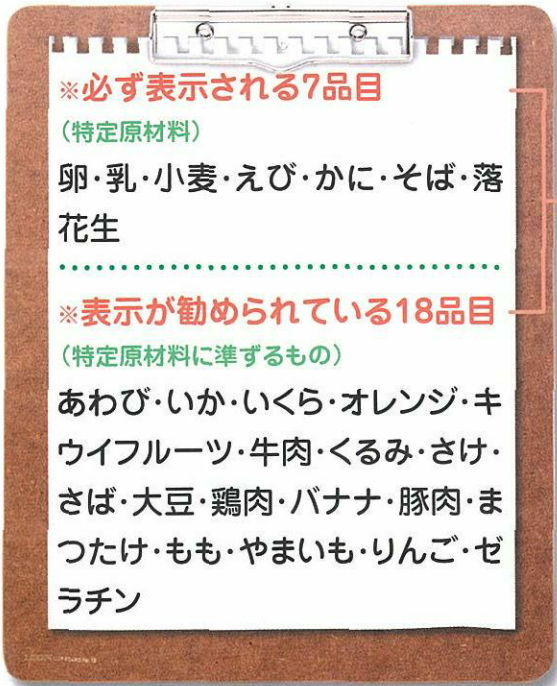 ※必ず表示される7品目
（特定原材料）
卵・乳・小麦・えび・かに・そば・落
花生
※表示が勧められている18品目
（特定原材料に準ずるもの）
あわび・いか・いくら・オレンジ・キ
ウイフルーツ・牛肉・くるみ・さけ・
さば・大豆・鶏肉・バナナ・豚肉・ま
つたけ・もも・やまいも・りんご・ゼ
ラチン